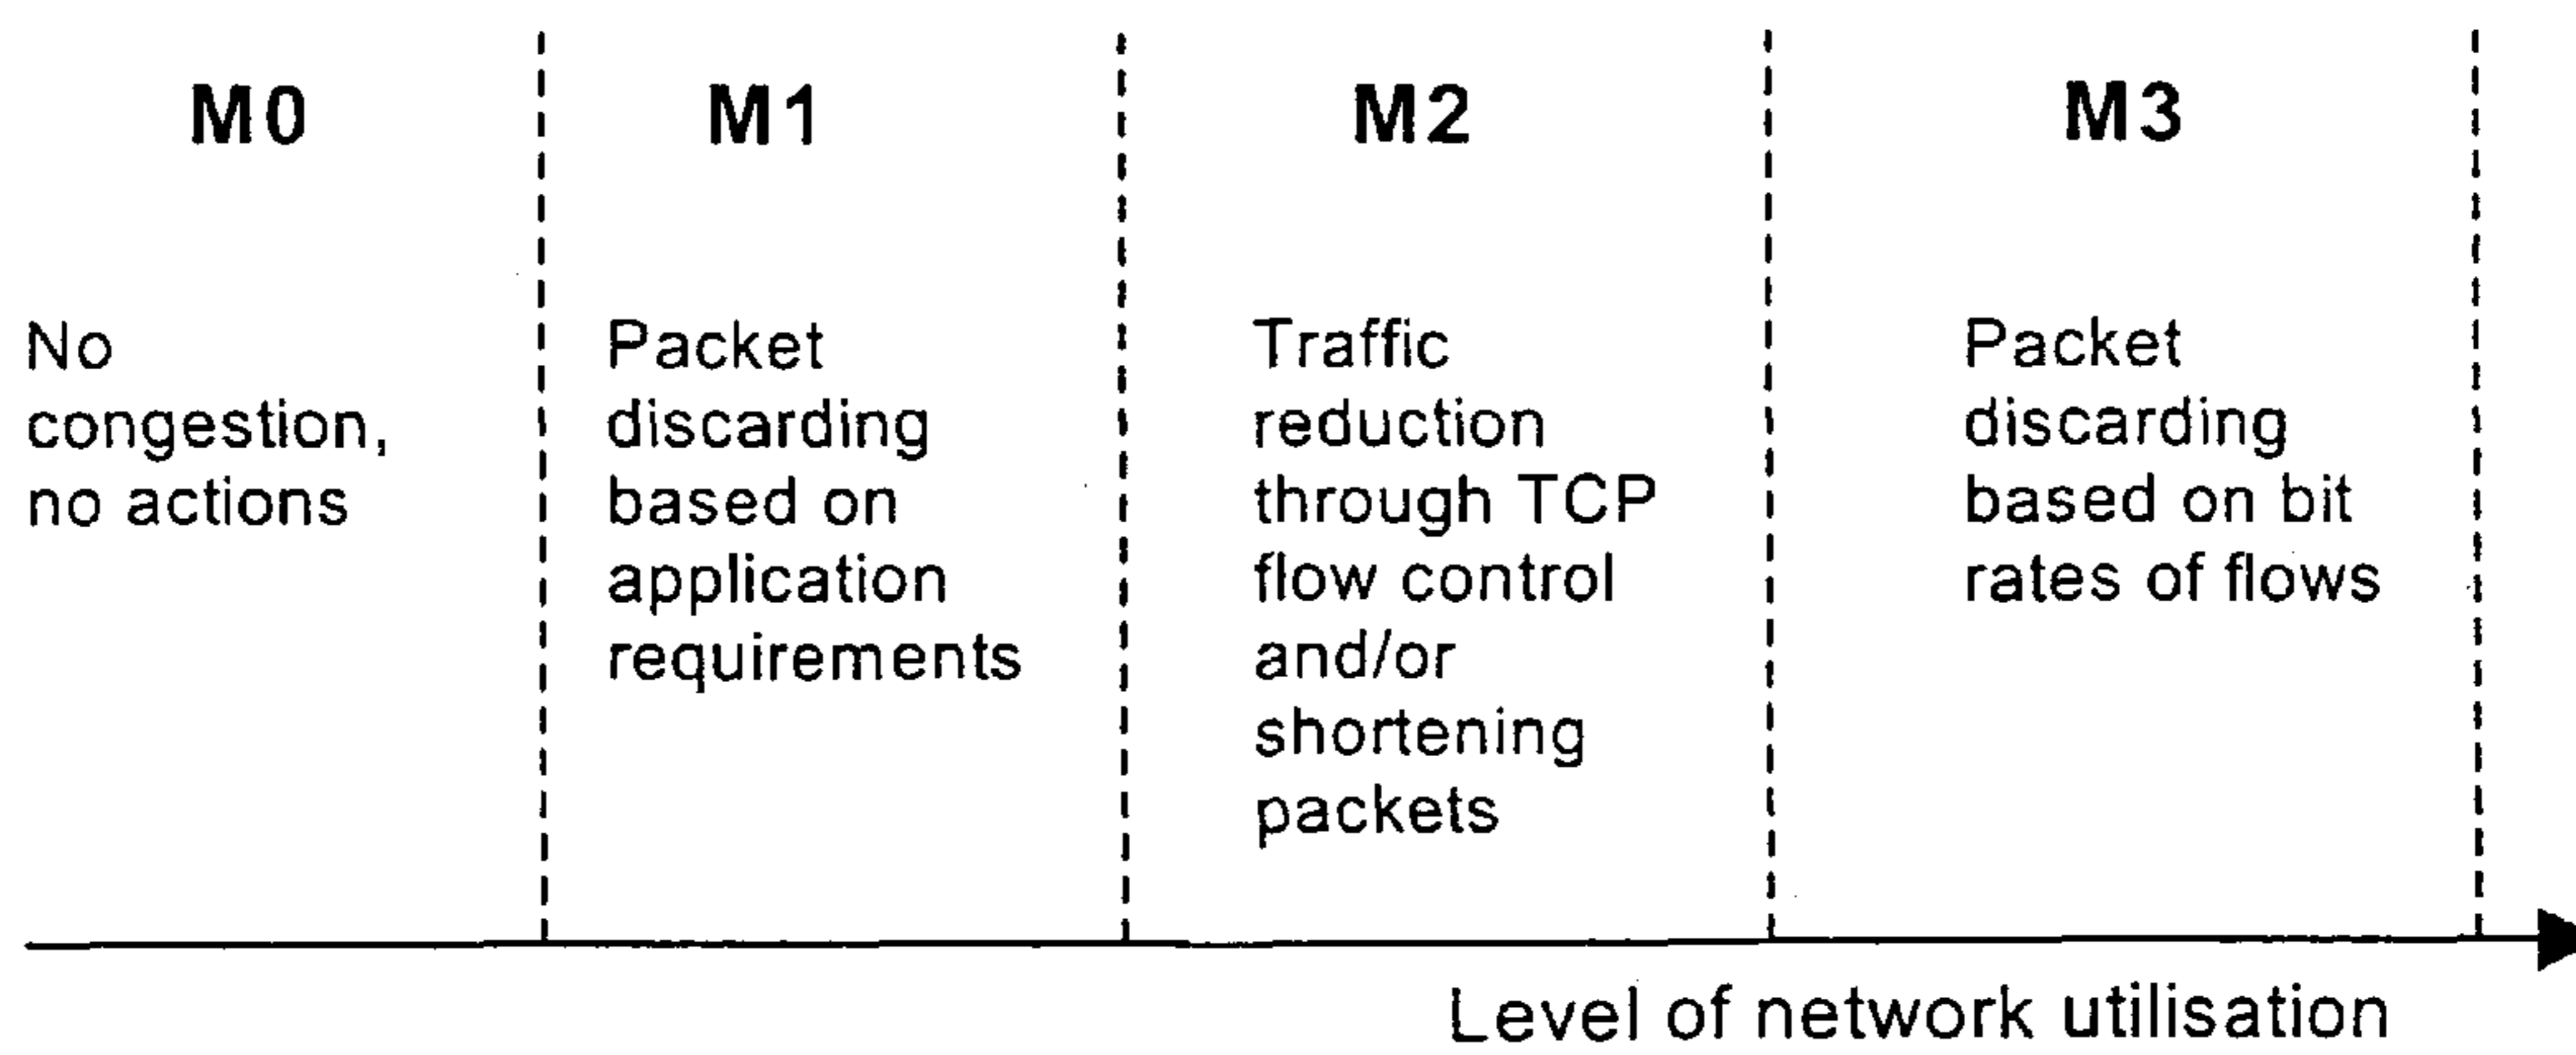 M0
M1
M2
M3
No
congestion,
no actions
Packet
discarding
based on
application
requirements
Traffic
reduction
through TCP
flow control
and/or
shortening
packets
Packet
discarding
based on bit
rates of flows
Level of network utilisation